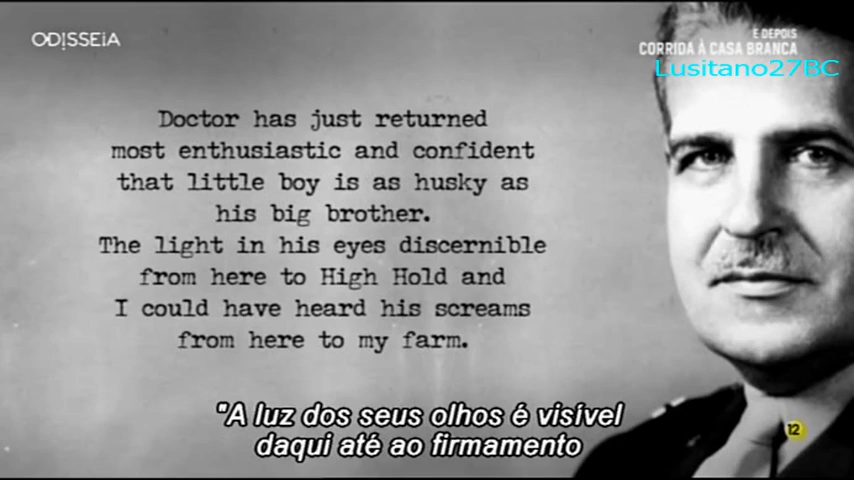 ODISSEIA
E DEPOIS
CORRIDA À CASA BRANCA
Lusitano27BC
Doctor has just returned
most enthusiastic and confident
that little boy is as husky as
his big brother.
The light in his eyes discernible
from here to High Hold and
I could have heard his screams
from here to my farm.
"A luz dos seus olhos é visível
daqui até ao firmamento
12